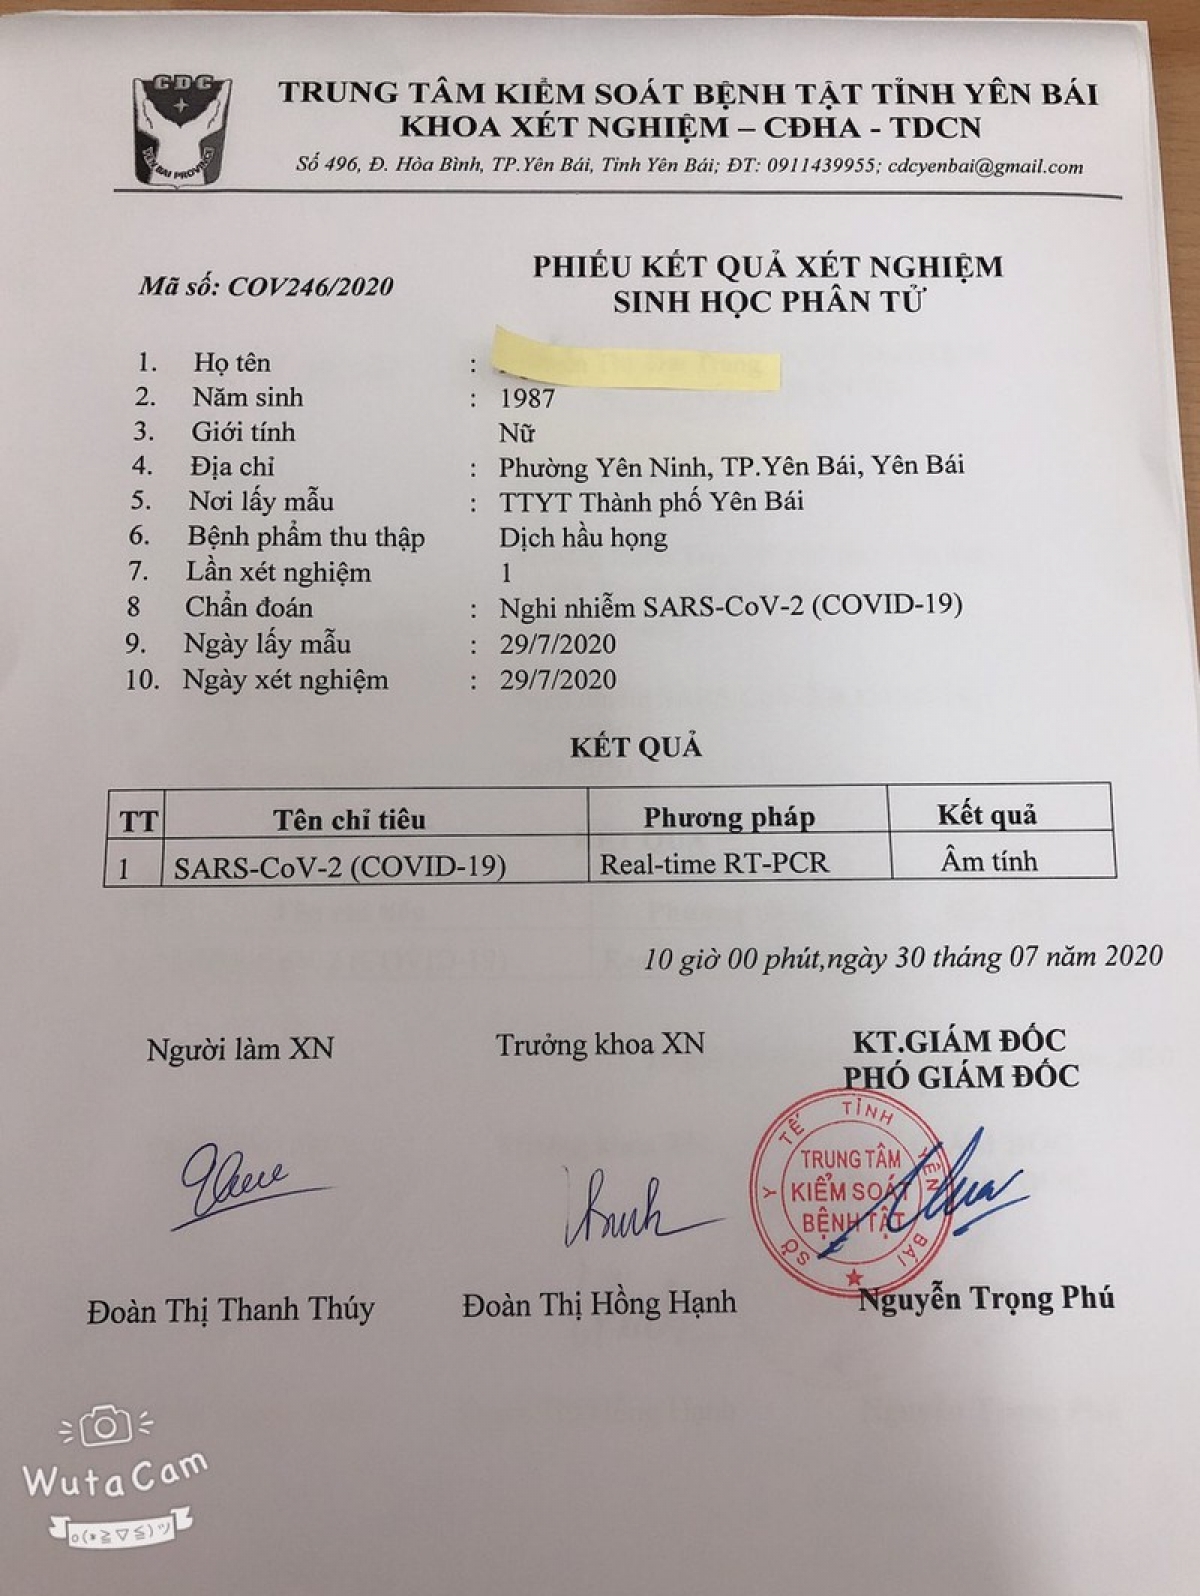 CDC
YEN BAI PROVINCE
TRUNG TÂM KIỂM SOÁT BỆNH TẬT TỈNH YÊN BÁI
KHOA XÉT NGHIỆM – CĐHA - TDCN
Số 496, Đ. Hòa Bình, TP.Yên Bái, Tỉnh Yên Bái; ĐT: 0911439955; cdcyenbai@gmail.com
Mã số: COV246/2020
PHIẾU KẾT QUẢ XÉT NGHIỆM
SINH HỌC PHÂN TỬ
1. Họ tên :
2. Năm sinh : 1987
3. Giới tính Nữ
4. Địa chỉ : Phường Yên Ninh, TP.Yên Bái, Yên Bái
5. Nơi lấy mẫu : TTYT Thành phố Yên Bái
6. Bệnh phẩm thu thập Dịch hầu họng
7. Lần xét nghiệm 1
8 Chẩn đoán : Nghi nhiễm SARS-CoV-2 (COVID-19)
9. Ngày lấy mẫu : 29/7/2020
10. Ngày xét nghiệm : 29/7/2020
KẾT QUẢ
TT Tên chỉ tiêu Phương pháp Kết quả
1 SARS-CoV-2 (COVID-19) Real-time RT-PCR Âm tính
10 giờ 00 phút,ngày 30 tháng 07 năm 2020
Người làm XN Trưởng khoa XN KT.GIÁM ĐỐC
PHÓ GIÁM ĐỐC
SỞ Y TẾ TỈNH YÊN BÁI
TRUNG TÂM
KIỂM SOÁT
BỆNH TẬT
Đoàn Thị Thanh Thúy Đoàn Thị Hồng Hạnh Nguyễn Trọng Phú
WutaCam